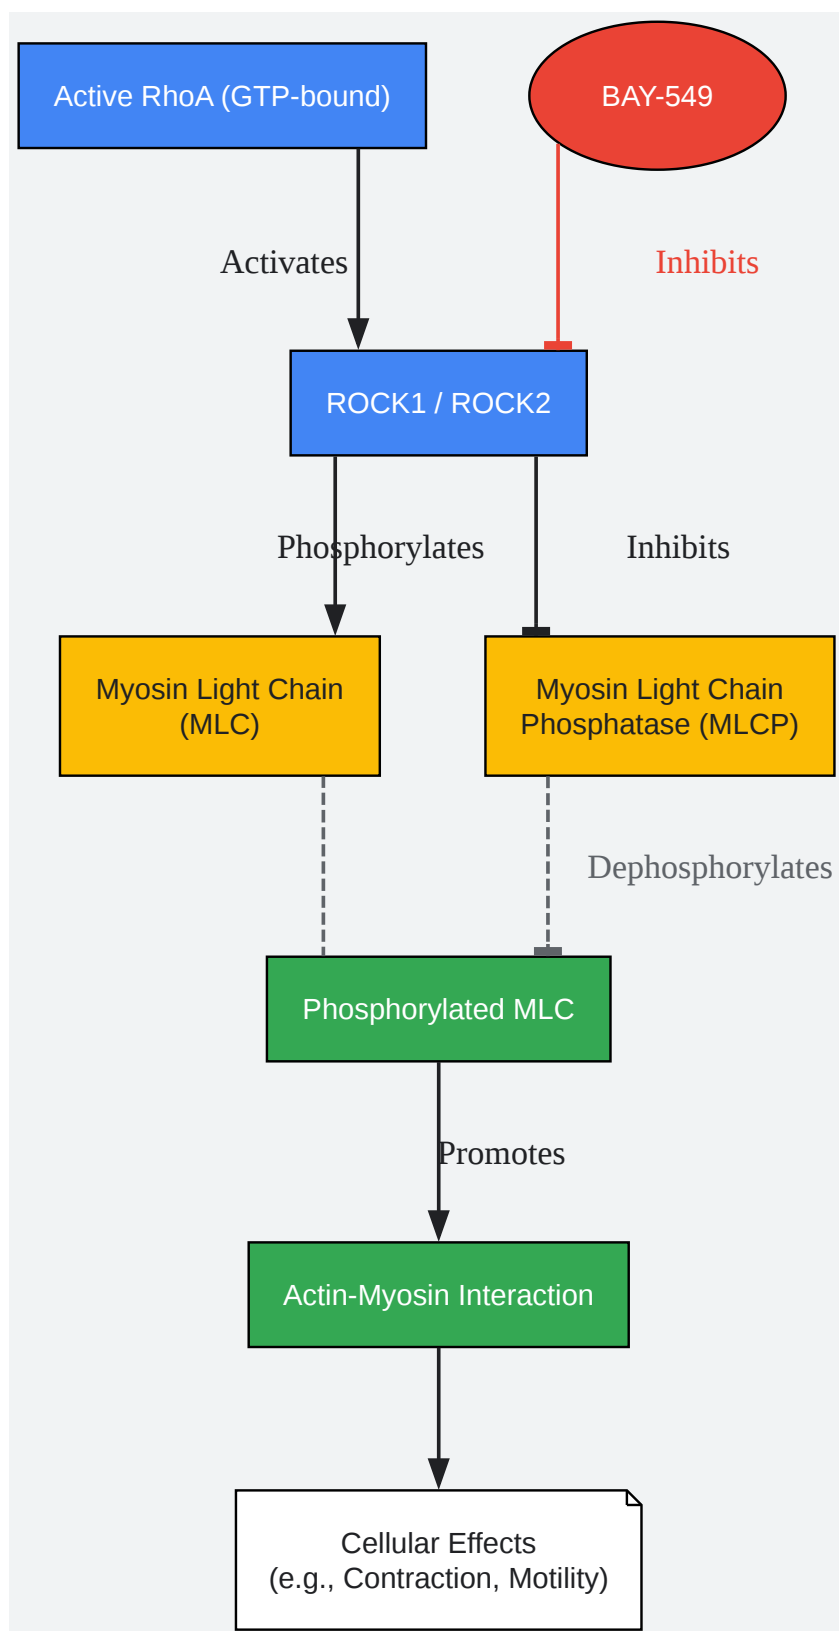 Active RhoA (GTP-bound)
BAY-549
Activates
Inhibits
ROCK1 / ROCK2
Phosphorylates
Inhibits
Myosin Light Chain
(MLC)
Myosin Light Chain
Phosphatase (MLCP)
Dephosphorylates
Phosphorylated MLC
Promotes
Actin-Myosin Interaction
Cellular Effects
(e.g., Contraction, Motility)